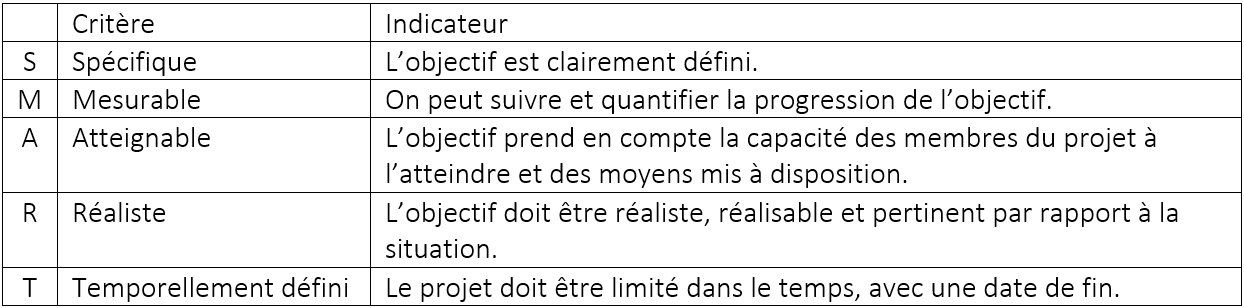 Critère Indicateur
S Spécifique L’objectif est clairement défini.
M Mesurable On peut suivre et quantifier la progression de l’objectif.
A Atteignable L’objectif prend en compte la capacité des membres du projet à
l’atteindre et des moyens mis à disposition.
R Réaliste L’objectif doit être réaliste, réalisable et pertinent par rapport à la
situation.
T Temporellement défini Le projet doit être limité dans le temps, avec une date de fin.